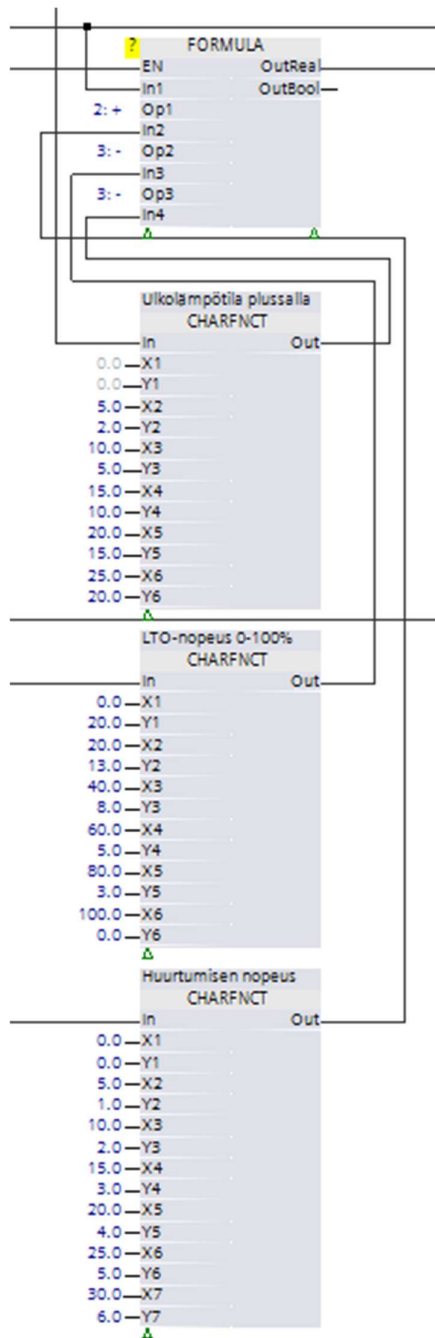 ? FORMULA
EN OutReal
In1 OutBool
2: + Op1
In2
3: - Op2
In3
3: - Op3
In4
Ulkolämpötila plussalla
CHARFNCT
In Out
0.0 X1
0.0 Y1
5.0 X2
2.0 Y2
10.0 X3
5.0 Y3
15.0 X4
10.0 Y4
20.0 X5
15.0 Y5
25.0 X6
20.0 Y6
LTO-nopeus 0-100%
CHARFNCT
In Out
0.0 X1
20.0 Y1
20.0 X2
13.0 Y2
40.0 X3
8.0 Y3
60.0 X4
5.0 Y4
80.0 X5
3.0 Y5
100.0 X6
0.0 Y6
Huurtumisen nopeus
CHARFNCT
In Out
0.0 X1
0.0 Y1
5.0 X2
1.0 Y2
10.0 X3
2.0 Y3
15.0 X4
3.0 Y4
20.0 X5
4.0 Y5
25.0 X6
5.0 Y6
30.0 X7
6.0 Y7